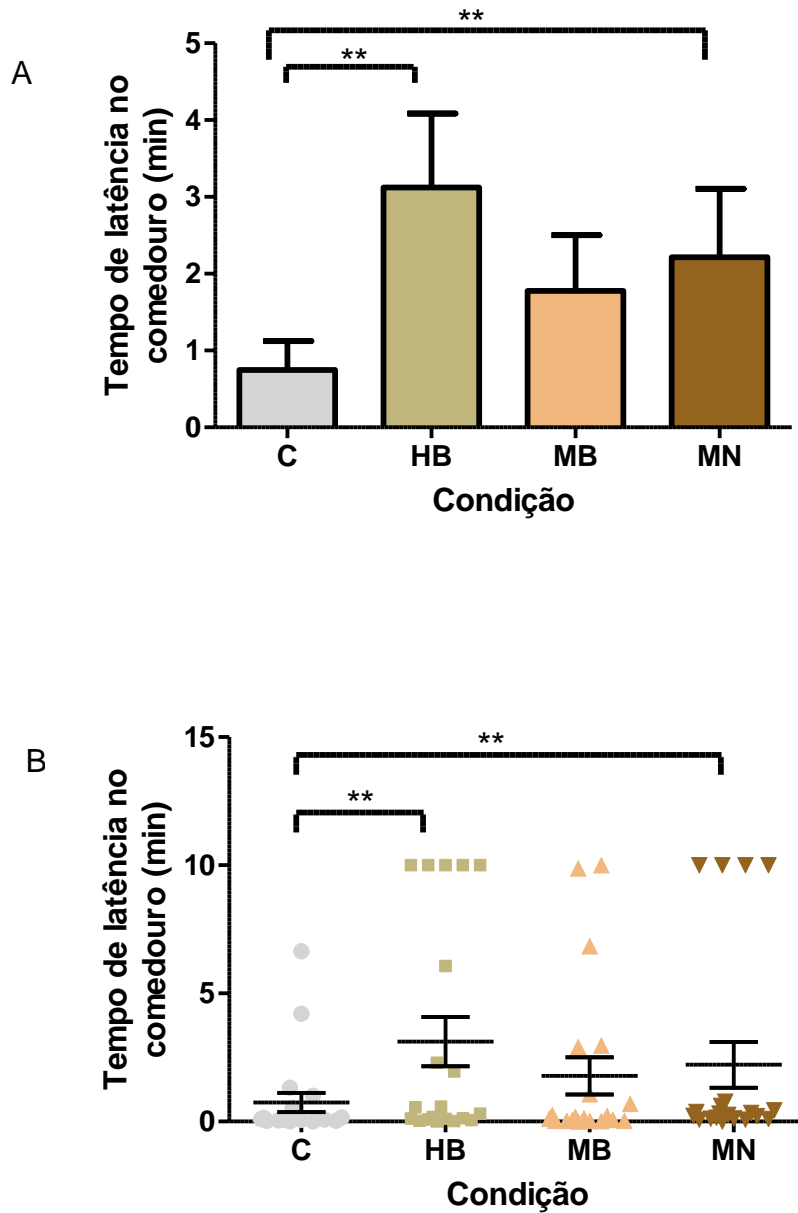 A
**
**
5
4
3
2
1
0
Tempo de latência no
comedouro (min)
C
HB
MB
MN
Condição
B
**
**
15
10
5
0
Tempo de latência no
comedouro (min)
C
HB
MB
MN
Condição